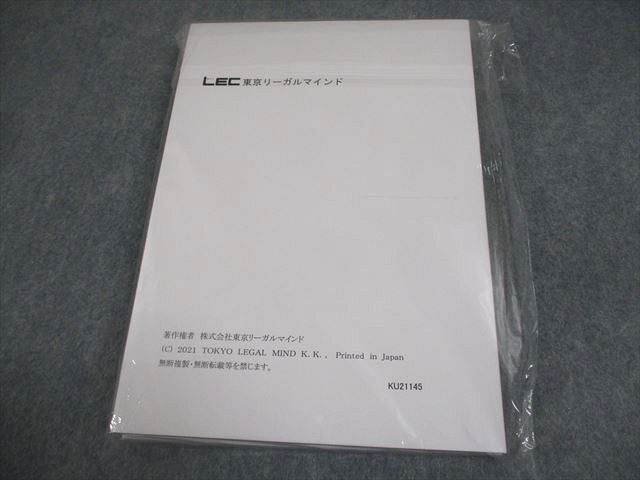 LEC東京リーガルマインド
著作権者 株式会社東京リーガルマインド
(C) 2021 TOKYO LEGAL MIND K.K., Printed in Japan
無断複製・無断転載等を禁じます。
KU21145